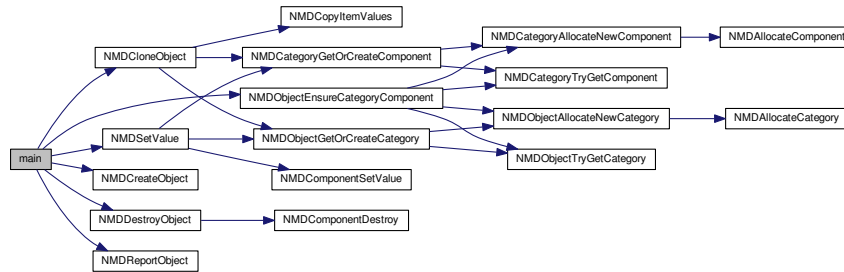 main
NMDCloneObject
NMDSetValue
NMDCreateObject
NMDDestroyObject
NMDReportObject
NMDCopyItemValues
NMDCategoryGetOrCreateComponent
NMDObjectEnsureCategoryComponent
NMDObjectGetOrCreateCategory
NMDComponentSetValue
NMDComponentDestroy
NMDCategoryAllocateNewComponent
NMDCategoryTryGetComponent
NMDObjectAllocateNewCategory
NMDObjectTryGetCategory
NMDAllocateComponent
NMDAllocateCategory